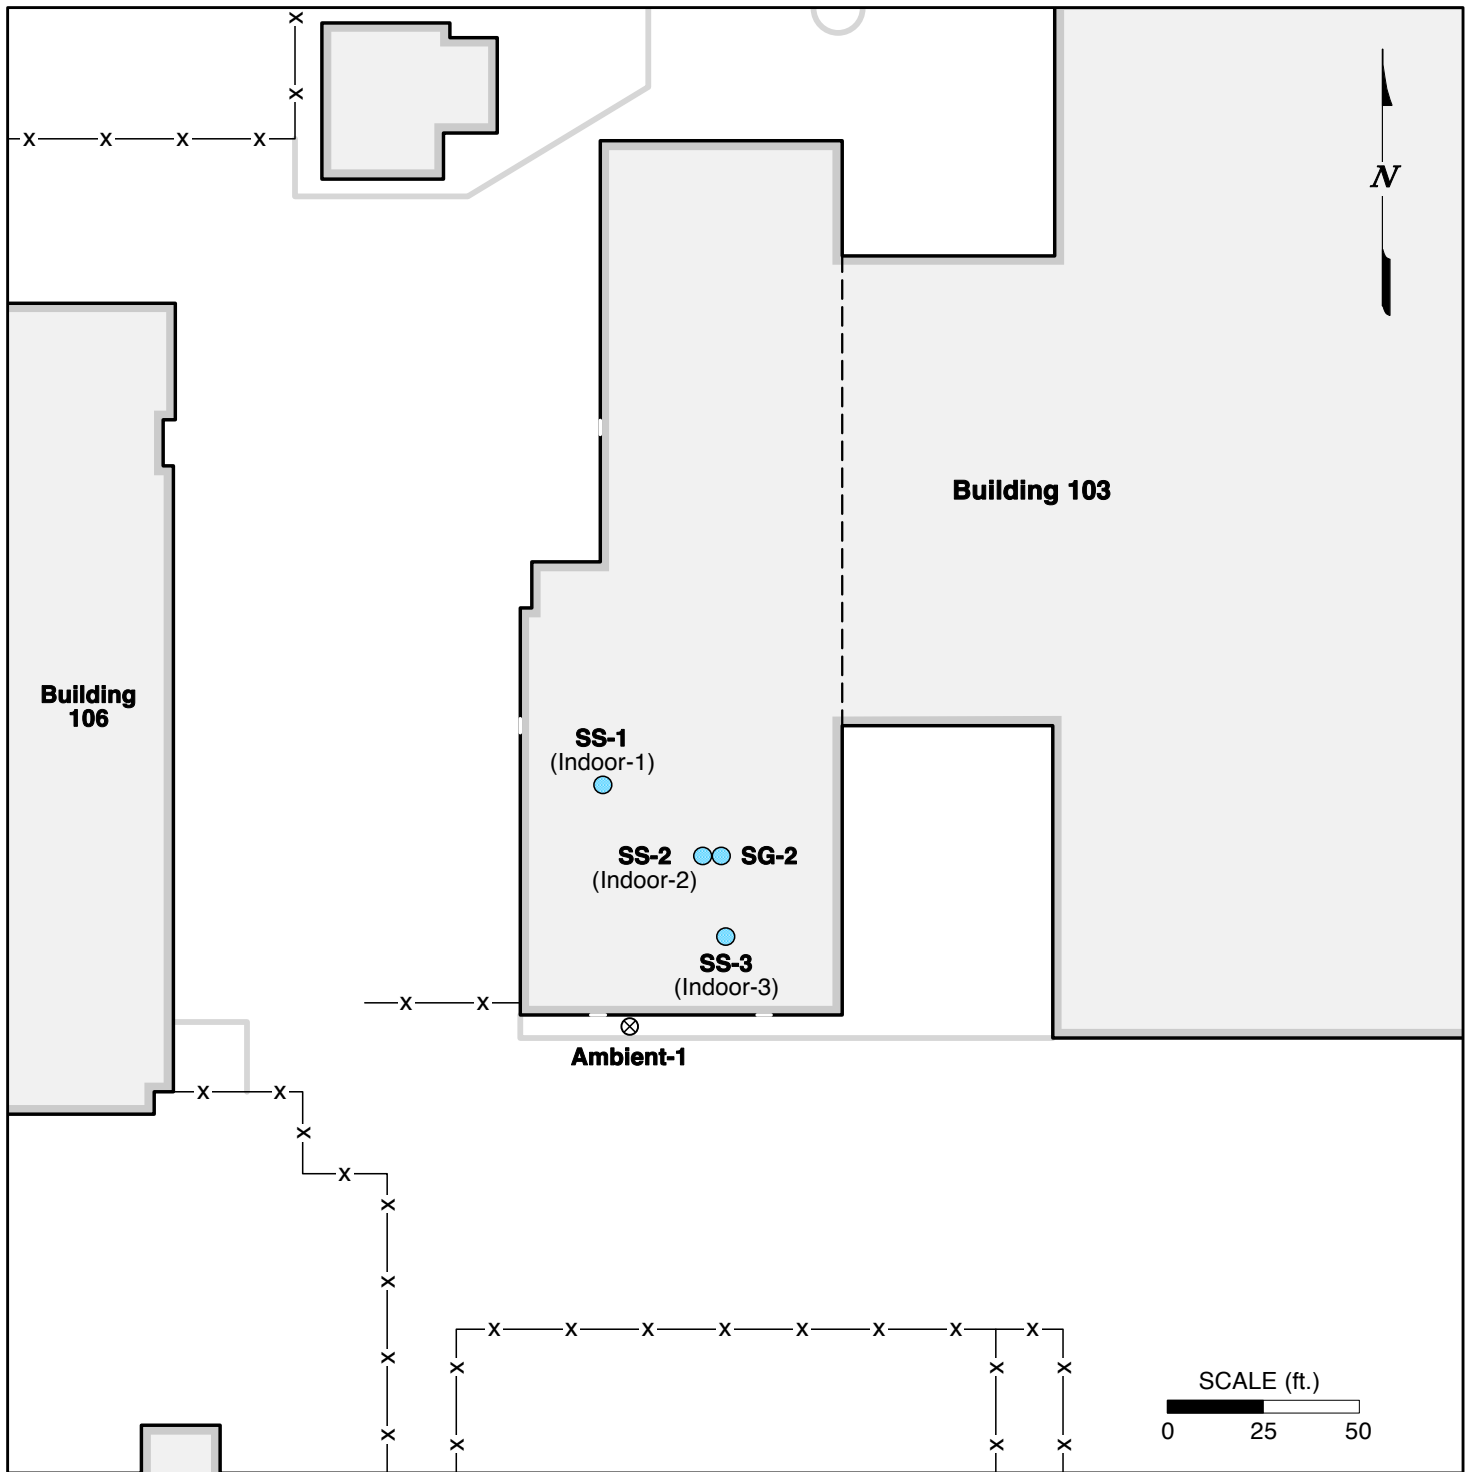 N
Building 103
Building
106
SS-1
(Indoor-1)
SS-2
SG-2
(Indoor-2)
SS-3
(Indoor-3)
Ambient-1
SCALE (ft.)
0 25 50